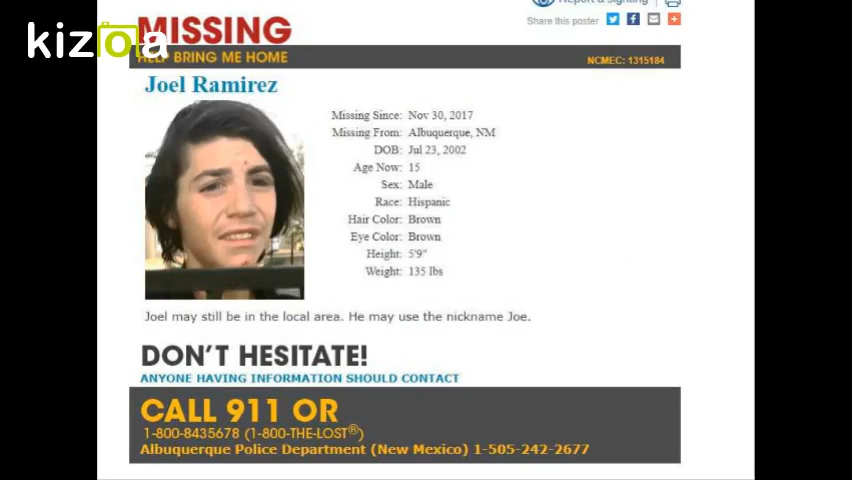 Report a sighting
Share this poster
MISSING
kizoa
HELP BRING ME HOME
NCMEC: 1315184
Joel Ramirez
Missing Since: Nov 30, 2017
Missing From: Albuquerque, NM
DOB: Jul 23, 2002
Age Now: 15
Sex: Male
Race: Hispanic
Hair Color: Brown
Eye Color: Brown
Height: 5'9"
Weight: 135 lbs
Joel may still be in the local area. He may use the nickname Joe.
DON'T HESITATE!
ANYONE HAVING INFORMATION SHOULD CONTACT
CALL 911 OR
1-800-8435678 (1-800-THE-LOST®)
Albuquerque Police Department (New Mexico) 1-505-242-2677